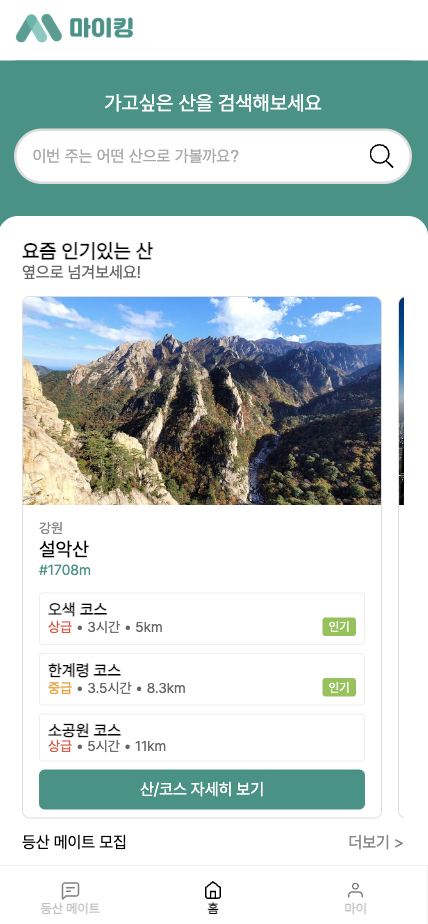 마이킹
가고싶은 산을 검색해보세요
이번 주는 어떤 산으로 가볼까요?
요즘 인기있는 산
옆으로 넘겨보세요!
강원
설악산
#1708m
오색 코스
상급 • 3시간 • 5km
인기
한계령 코스
중급 • 3.5시간 • 8.3km
인기
소공원 코스
상급 • 5시간 • 11km
산/코스 자세히 보기
등산 메이트 모집
더보기 >
등산 메이트
홈
마이